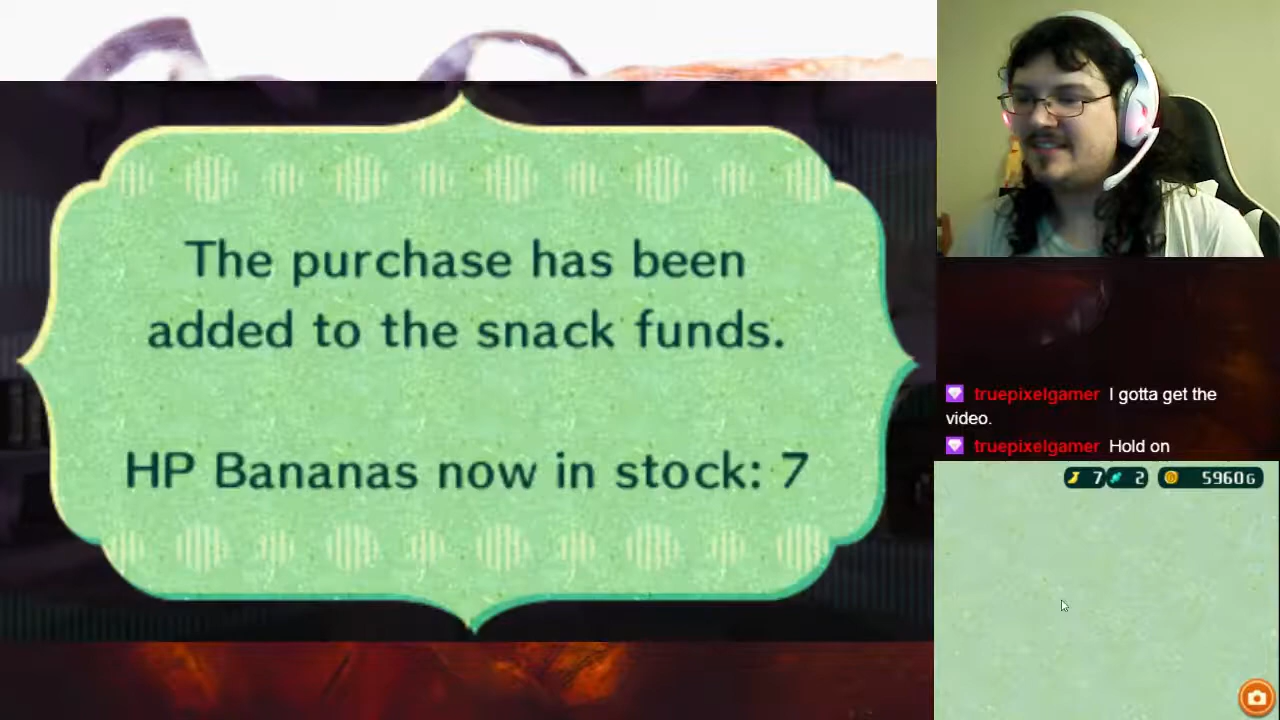 The purchase has been
added to the snack funds.
HP Bananas now in stock: 7
truepixelgamer I gotta get the
video.
truepixelgamer Hold on
7 2 5960G